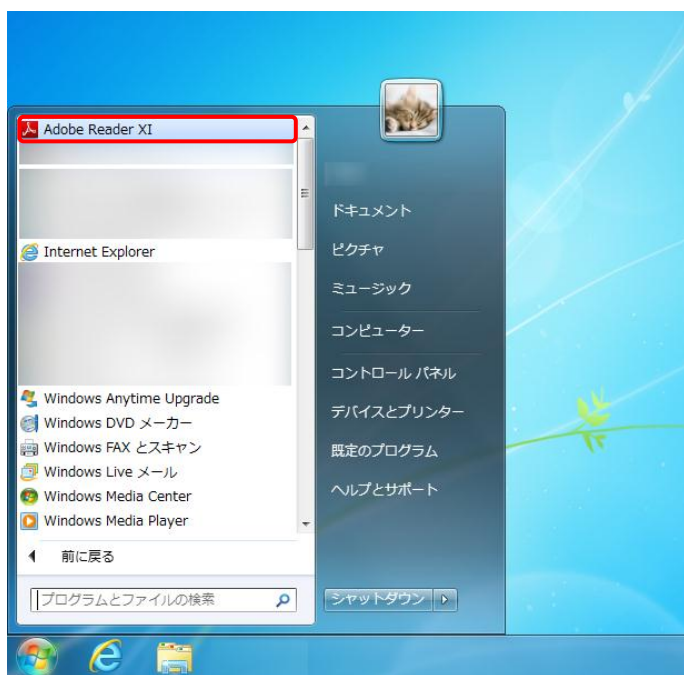 Adobe Reader XI
Internet Explorer
Windows Anytime Upgrade
Windows DVD メーカー
Windows FAX とスキャン
Windows Live メール
Windows Media Center
Windows Media Player
前に戻る
プログラムとファイルの検索
ドキュメント
ピクチャ
ミュージック
コンピューター
コントロール パネル
デバイスとプリンター
既定のプログラム
ヘルプとサポート
シャットダウン